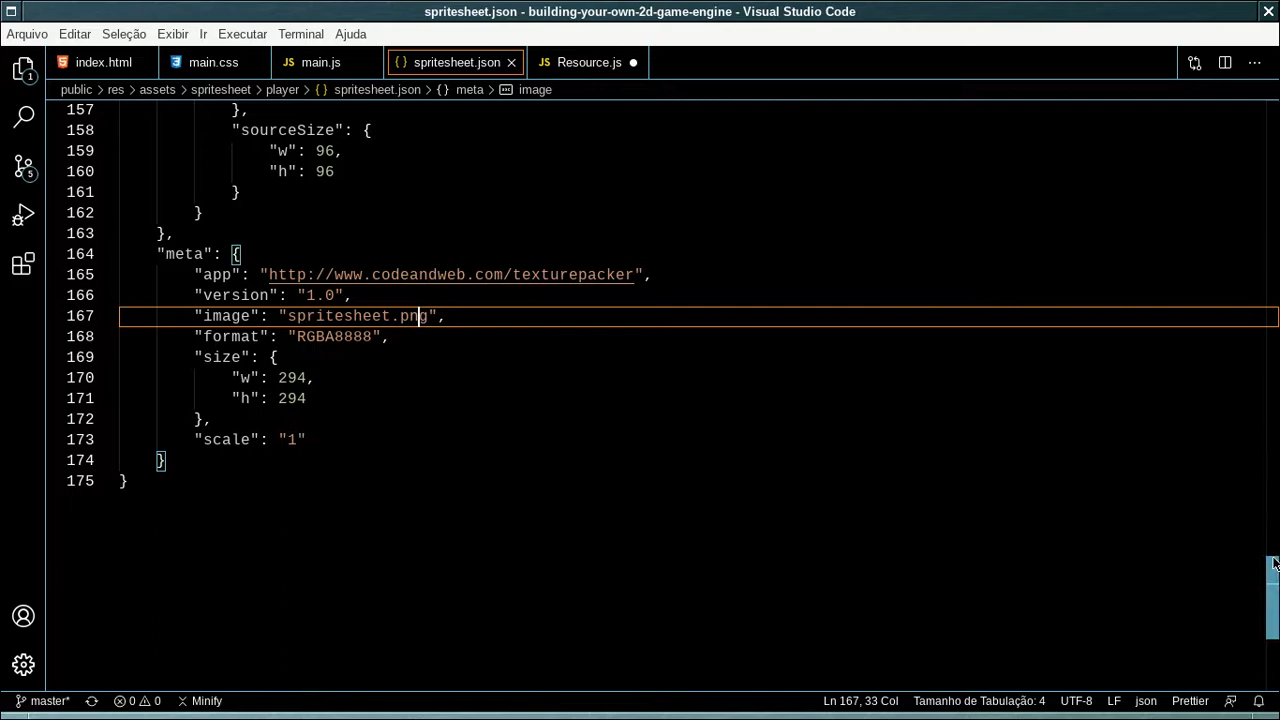 spritesheet.json - building-your-own-2d-game-engine - Visual Studio Code
Arquivo Editar Seleção Exibir Ir Executar Terminal Ajuda
index.html main.css JS main.js { } spritesheet.json JS Resource.js
public > res > assets > spritesheet > player > { } spritesheet.json > { } meta > image
157 },
158 "sourceSize": {
159 "w": 96,
160 "h": 96
161 }
162 }
163 },
164 "meta": {
165 "app": "http://www.codeandweb.com/texturepacker",
166 "version": "1.0",
167 "image": "spritesheet.png",
168 "format": "RGBA8888",
169 "size": {
170 "w": 294,
171 "h": 294
172 },
173 "scale": "1"
174 }
175 }
1
5
master* 0 0 Minify Ln 167, 33 Col Tamanho de Tabulação: 4 UTF-8 LF json Prettier